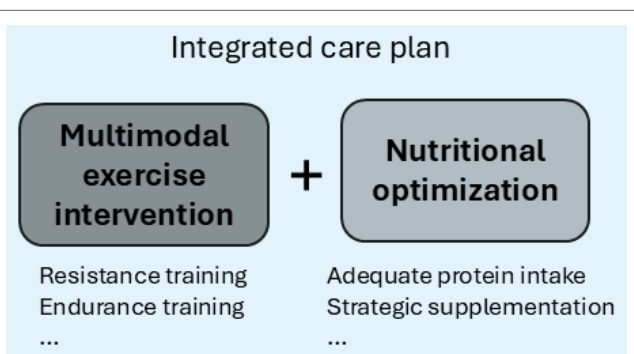 Integrated care plan
Multimodal
exercise
intervention
+
Nutritional
optimization
Resistance training
Endurance training
...
Adequate protein intake
Strategic supplementation
...